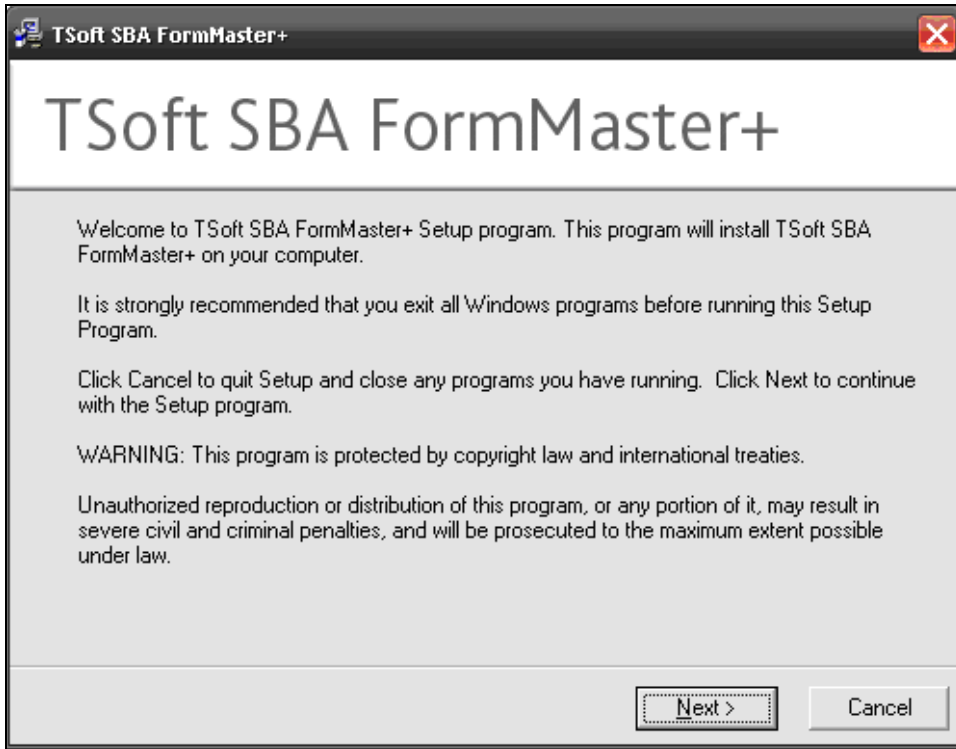 TSoft SBA FormMaster+
TSoft SBA FormMaster+
Welcome to TSoft SBA FormMaster+ Setup program. This program will install TSoft SBA
FormMaster+ on your computer.
It is strongly recommended that you exit all Windows programs before running this Setup
Program.
Click Cancel to quit Setup and close any programs you have running.  Click Next to continue
with the Setup program.
WARNING: This program is protected by copyright law and international treaties.
Unauthorized reproduction or distribution of this program, or any portion of it, may result in
severe civil and criminal penalties, and will be prosecuted to the maximum extent possible
under law.
Next >
Cancel